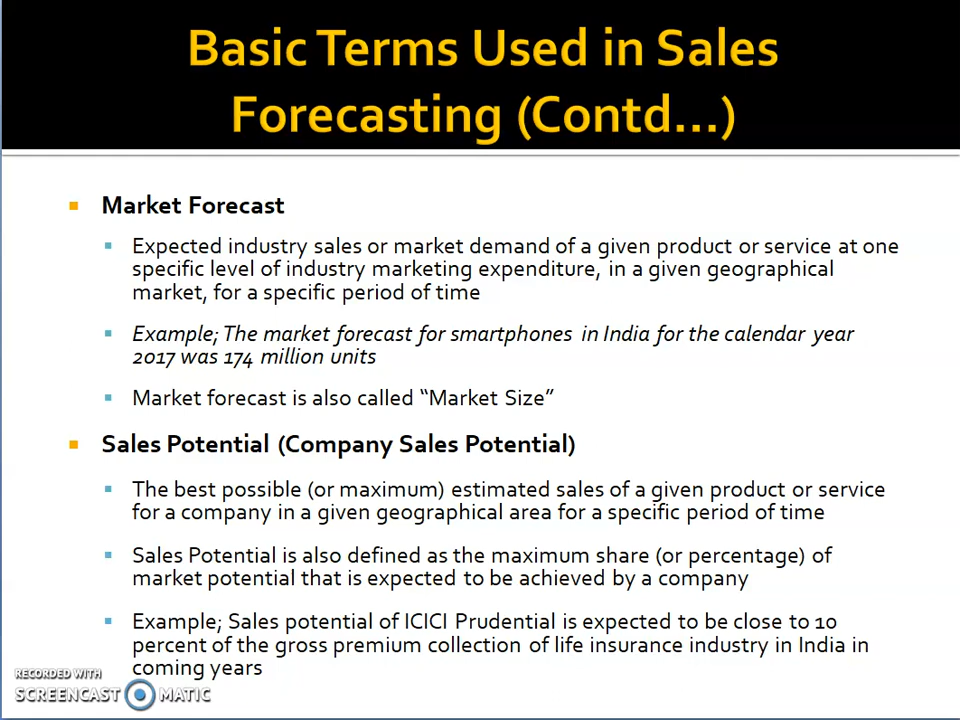 Basic Terms Used in Sales
Forecasting (Contd...)
Market Forecast
Expected industry sales or market demand of a given product or service at one
specific level of industry marketing expenditure, in a given geographical
market, for a specific period of time
Example; The market forecast for smartphones in India for the calendar year
2017 was 174 million units
Market forecast is also called “Market Size”
Sales Potential (Company Sales Potential)
The best possible (or maximum) estimated sales of a given product or service
for a company in a given geographical area for a specific period of time
Sales Potential is also defined as the maximum share (or percentage) of
market potential that is expected to be achieved by a company
Example; Sales potential of ICICI Prudential is expected to be close to 10
percent of the gross premium collection of life insurance industry in India in
coming years
RECORDED WITH
SCREENCAST MATIC